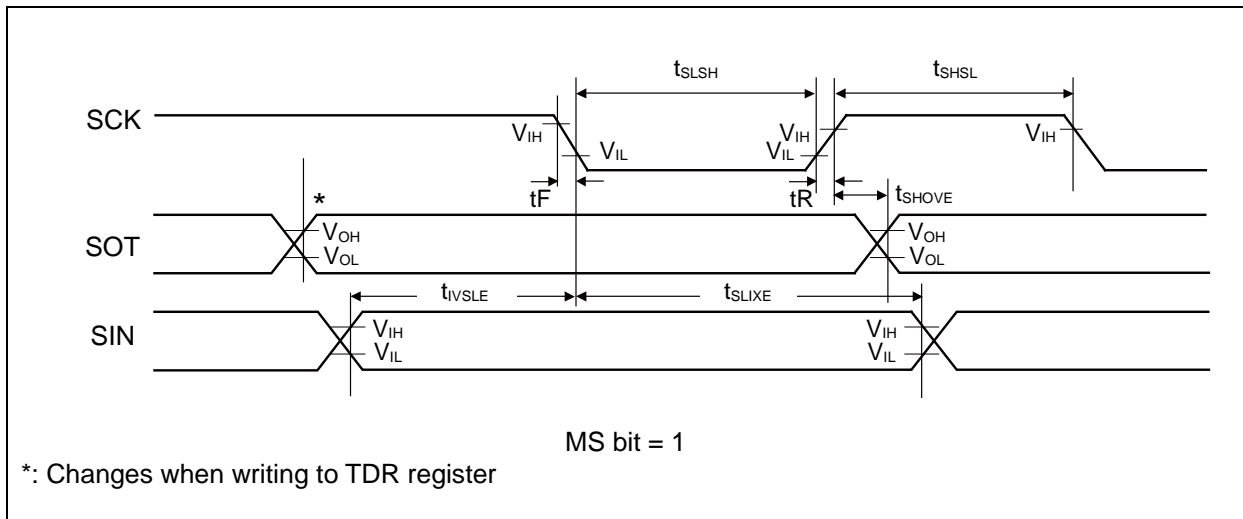 tSLSH
tSHSL
SCK
VIH
VIL
VIH
VIL
VIH
tF
tR
tSHOVE
*
SOT
VOH
VOL
VOH
VOL
tIVSLE
tSLIXE
SIN
VIH
VIL
VIH
VIL
MS bit = 1
*: Changes when writing to TDR register